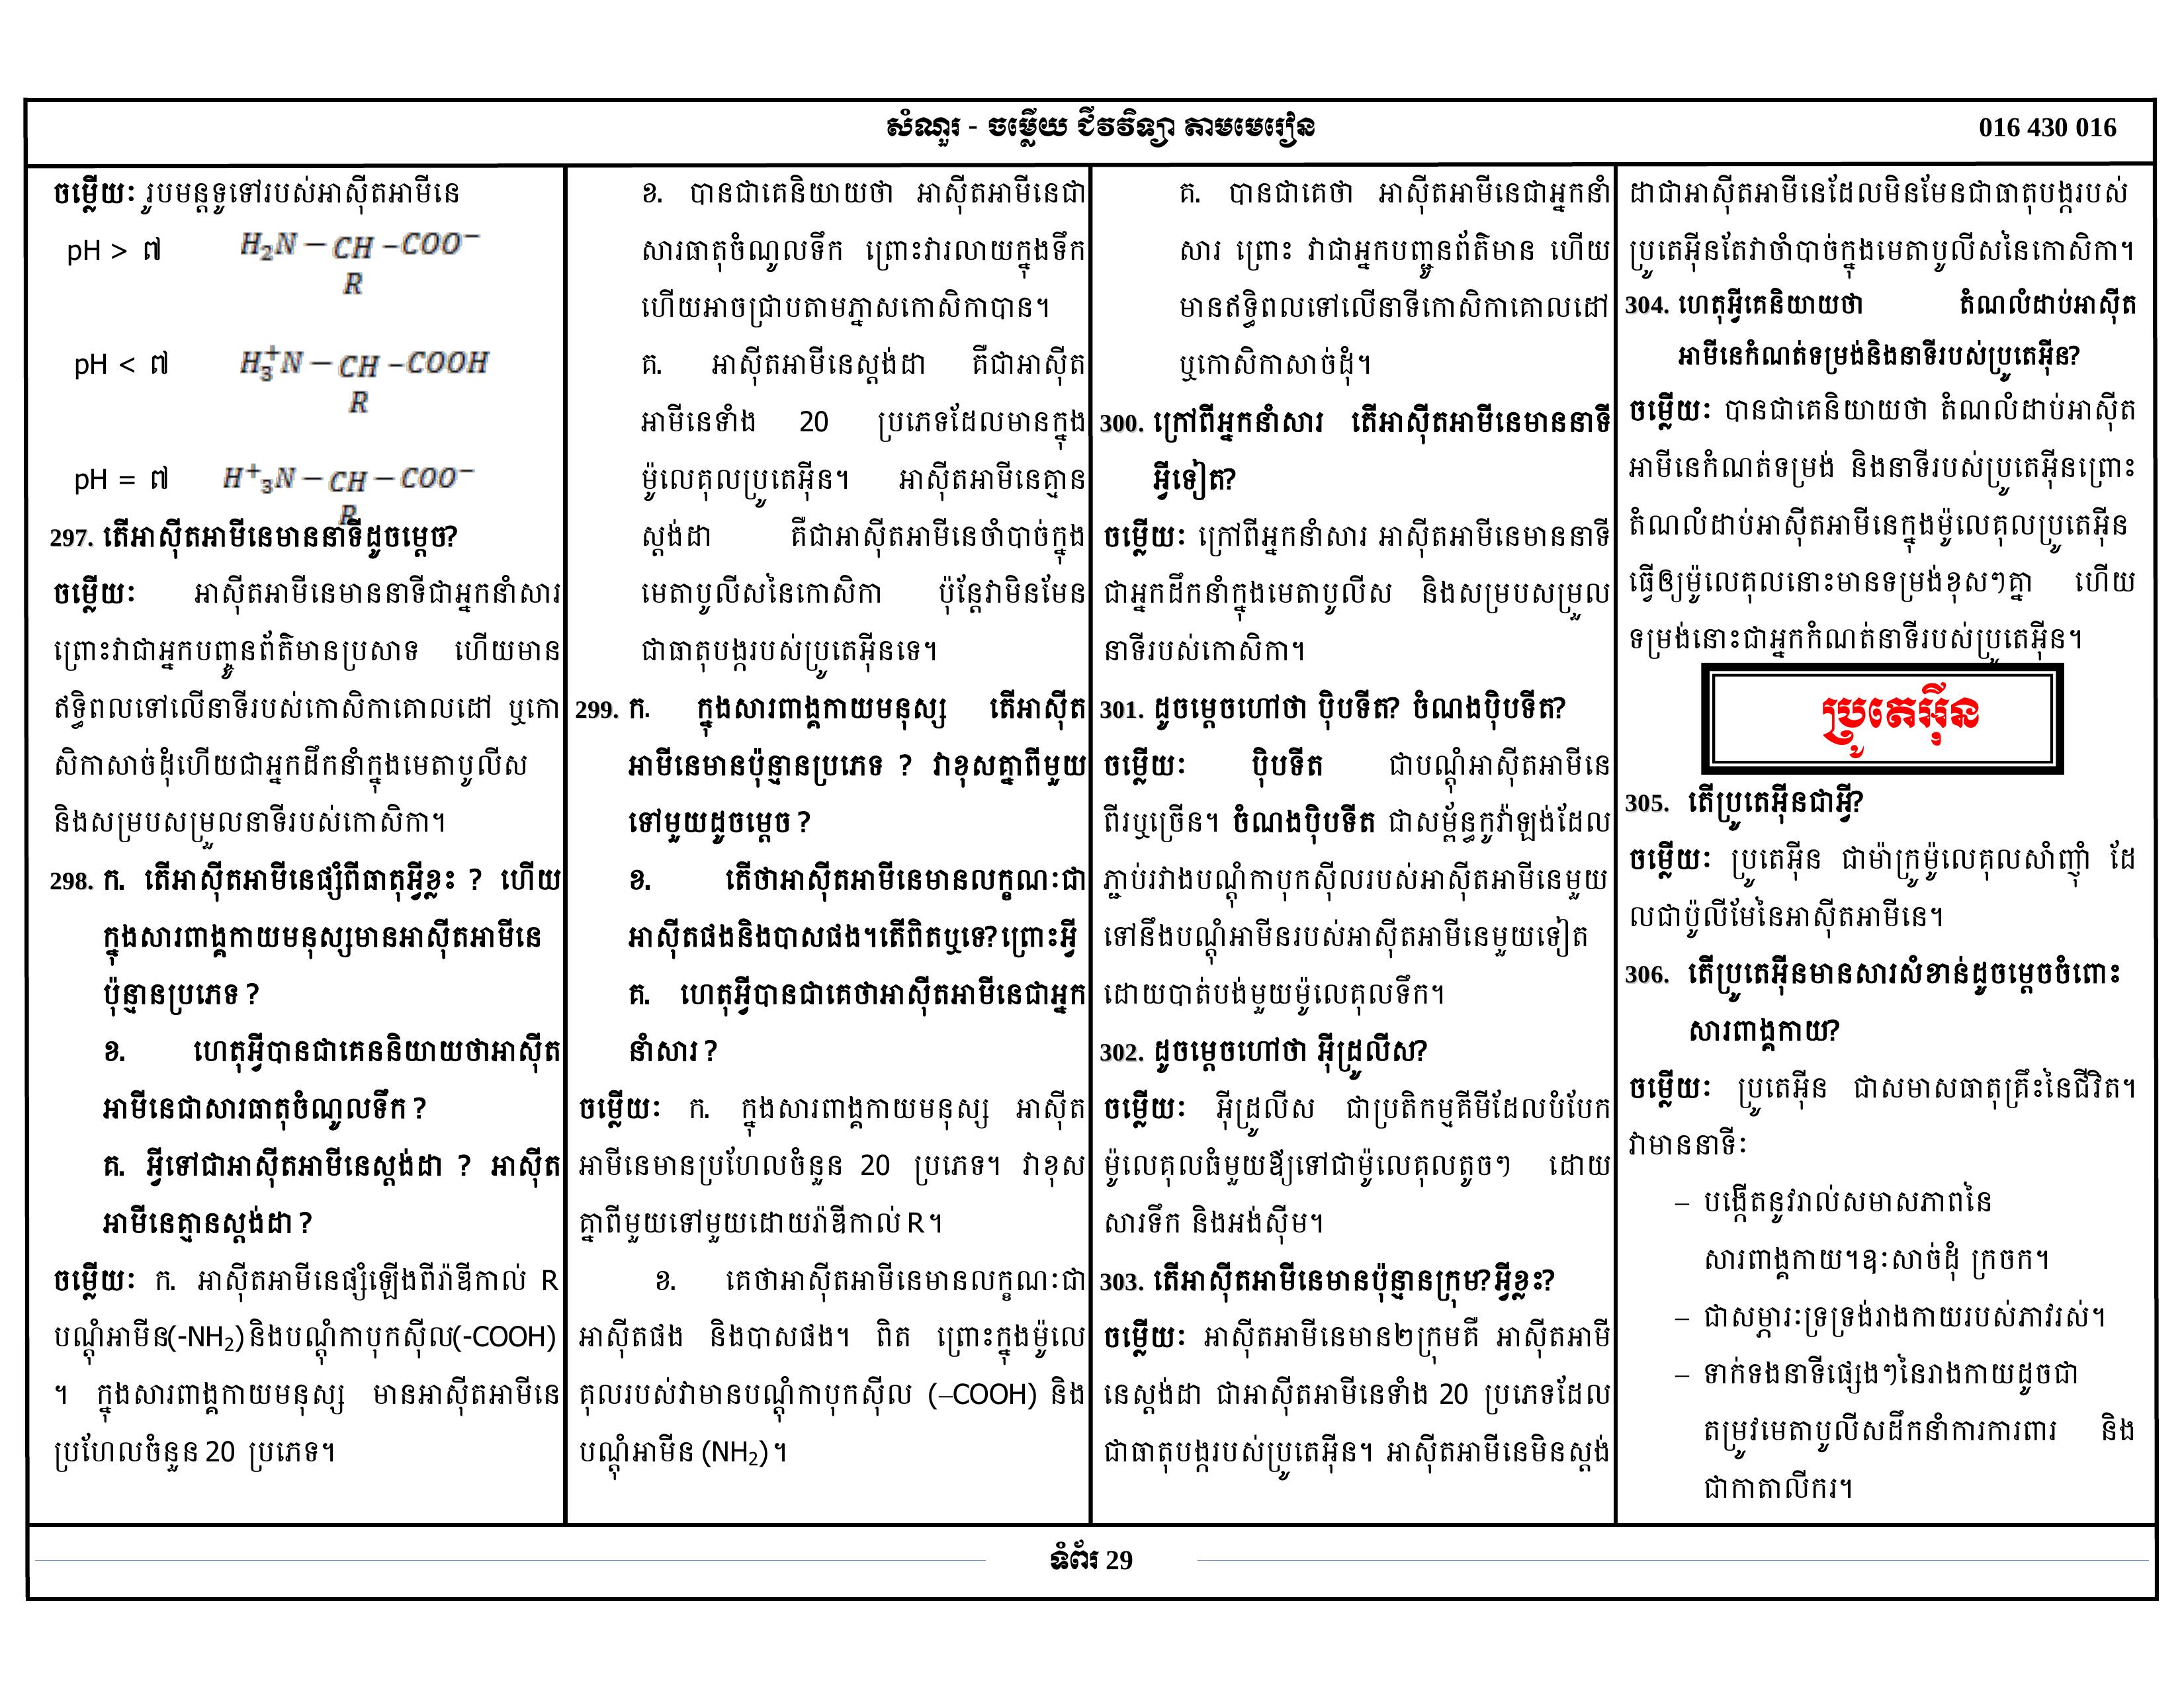 សំណួរ - ចម្លើយ ជីវវិទ្យា តាមមេរៀន
016 430 016
ចម្លើយ: រូបមន្តទូទៅរបស់អាស៊ីតអាមីនេ
pH > ៧ H₂N – CH – COO⁻
R
pH < ៧ H₃⁺N – CH – COOH
R
pH = ៧ H⁺₃N – CH – COO⁻
R
297. តើអាស៊ីតអាមីនេមាននាទីដូចម្តេច?
ចម្លើយ: អាស៊ីតអាមីនេមាននាទីជាអ្នកនាំសារ
ព្រោះវាជាអ្នកបញ្ចូនព័ត៌មានប្រសាទ ហើយមាន
ឥទ្ធិពលទៅលើនាទីរបស់កោសិកាគោលដៅ ឬកោ
សិកាសាច់ដុំហើយជាអ្នកដឹកនាំក្នុងមេតាបូលីស
និងសម្របសម្រួលនាទីរបស់កោសិកា។
298. ក. តើអាស៊ីតអាមីនេផ្សំពីធាតុអ្វីខ្លះ ? ហើយ
ក្នុងសារពាង្គកាយមនុស្សមានអាស៊ីតអាមីនេ
ប៉ុន្មានប្រភេទ ?
ខ. ហេតុអ្វីបានជាគេននិយាយថាអាស៊ីត
អាមីនេជាសារធាតុចំណូលទឹក ?
គ. អ្វីទៅជាអាស៊ីតអាមីនេស្តង់ដា ? អាស៊ីត
អាមីនេគ្មានស្តង់ដា ?
ចម្លើយ: ក. អាស៊ីតអាមីនេផ្សំឡើងពីរ៉ាឌីកាល់ R
បណ្តុំអាមីន(-NH₂) និងបណ្តុំកាបុកស៊ីល(-COOH)
។ ក្នុងសារពាង្គកាយមនុស្ស មានអាស៊ីតអាមីនេ
ប្រហែលចំនួន 20 ប្រភេទ។
ខ. បានជាគេនិយាយថា អាស៊ីតអាមីនេជា
សារធាតុចំណូលទឹក ព្រោះវារលាយក្នុងទឹក
ហើយអាចជ្រាបតាមភ្នាសកោសិកាបាន។
គ. អាស៊ីតអាមីនេស្តង់ដា គឺជាអាស៊ីត
អាមីនេទាំង 20 ប្រភេទដែលមានក្នុង
ម៉ូលេគុលប្រូតេអ៊ីន។ អាស៊ីតអាមីនេគ្មាន
ស្តង់ដា គឺជាអាស៊ីតអាមីនេចាំបាច់ក្នុង
មេតាបូលីសនៃកោសិកា ប៉ុន្តែវាមិនមែន
ជាធាតុបង្ករបស់ប្រូតេអ៊ីនទេ។
299. ក. ក្នុងសារពាង្គកាយមនុស្ស តើអាស៊ីត
អាមីនេមានប៉ុន្មានប្រភេទ ? វាខុសគ្នាពីមួយ
ទៅមួយដូចម្តេច ?
ខ. តើថាអាស៊ីតអាមីនេមានលក្ខណ:ជា
អាស៊ីតផងនិងបាសផង។តើពិតឬទេ?ព្រោះអ្វី
គ. ហេតុអ្វីបានជាគេថាអាស៊ីតអាមីនេជាអ្នក
នាំសារ ?
ចម្លើយ: ក. ក្នុងសារពាង្គកាយមនុស្ស អាស៊ីត
អាមីនេមានប្រហែលចំនួន 20 ប្រភេទ។ វាខុស
គ្នាពីមួយទៅមួយដោយរ៉ាឌីកាល់ R ។
ខ. គេថាអាស៊ីតអាមីនេមានលក្ខណ:ជា
អាស៊ីតផង និងបាសផង។ ពិត ព្រោះក្នុងម៉ូលេ
គុលរបស់វាមានបណ្តុំកាបុកស៊ីល (–COOH) និង
បណ្តុំអាមីន (NH₂) ។
គ. បានជាគេថា អាស៊ីតអាមីនេជាអ្នកនាំ
សារ ព្រោះ វាជាអ្នកបញ្ជូនព័ត៌មាន ហើយ
មានឥទ្ធិពលទៅលើនាទីកោសិកាគោលដៅ
ឬកោសិកាសាច់ដុំ។
300. ក្រៅពីអ្នកនាំសារ តើអាស៊ីតអាមីនេមាននាទី
អ្វីទៀត?
ចម្លើយ: ក្រៅពីអ្នកនាំសារ អាស៊ីតអាមីនេមាននាទី
ជាអ្នកដឹកនាំក្នុងមេតាបូលីស និងសម្របសម្រួល
នាទីរបស់កោសិកា។
301. ដូចម្តេចហៅថា ប៉ិបទីត? ចំណងប៉ិបទីត?
ចម្លើយ: ប៉ិបទីត ជាបណ្តុំអាស៊ីតអាមីនេ
ពីរឬច្រើន។ ចំណងប៉ិបទីត ជាសម្ព័ន្ធកូវ៉ាឡង់ដែល
ភ្ជាប់រវាងបណ្តុំកាបុកស៊ីលរបស់អាស៊ីតអាមីនេមួយ
ទៅនឹងបណ្តុំអាមីនរបស់អាស៊ីតអាមីនេមួយទៀត
ដោយបាត់បង់មួយម៉ូលេគុលទឹក។
302. ដូចម្តេចហៅថា អ៊ីដ្រូលីស?
ចម្លើយ: អ៊ីដ្រូលីស ជាប្រតិកម្មគីមីដែលបំបែក
ម៉ូលេគុលធំមួយឪ្យទៅជាម៉ូលេគុលតូចៗ ដោយ
សារទឹក និងអង់ស៊ីម។
303. តើអាស៊ីតអាមីនេមានប៉ុន្មានក្រុម?អ្វីខ្លះ?
ចម្លើយ: អាស៊ីតអាមីនេមាន២ក្រុមគឺ អាស៊ីតអាមី
នេស្តង់ដា ជាអាស៊ីតអាមីនេទាំង 20 ប្រភេទដែល
ជាធាតុបង្ករបស់ប្រូតេអ៊ីន។ អាស៊ីតអាមីនេមិនស្តង់
ដាជាអាស៊ីតអាមីនេដែលមិនមែនជាធាតុបង្ករបស់
ប្រូតេអ៊ីនតែវាចាំបាច់ក្នុងមេតាបូលីសនៃកោសិកា។
304. ហេតុអ្វីគេនិយាយថា តំណលំដាប់អាស៊ីត
អាមីនេកំណត់ទម្រង់និងនាទីរបស់ប្រូតេអ៊ីន?
ចម្លើយ: បានជាគេនិយាយថា តំណលំដាប់អាស៊ីត
អាមីនេកំណត់ទម្រង់ និងនាទីរបស់ប្រូតេអ៊ីនព្រោះ
តំណលំដាប់អាស៊ីតអាមីនេក្នុងម៉ូលេគុលប្រូតេអ៊ីន
ធ្វើឲ្យម៉ូលេគុលនោះមានទម្រង់ខុសៗគ្នា ហើយ
ទម្រង់នោះជាអ្នកកំណត់នាទីរបស់ប្រូតេអ៊ីន។
ប្រូតេអ៊ីន
305. តើប្រូតេអ៊ីនជាអ្វី?
ចម្លើយ: ប្រូតេអ៊ីន ជាម៉ាក្រូម៉ូលេគុលសាំញ៉ាំ ដែ
លជាប៉ូលីមែនៃអាស៊ីតអាមីនេ។
306. តើប្រូតេអ៊ីនមានសារសំខាន់ដូចម្តេចចំពោះ
សារពាង្គកាយ?
ចម្លើយ: ប្រូតេអ៊ីន ជាសមាសធាតុគ្រឹះនៃជីវិត។
វាមាននាទី:
– បង្កើតនូវរាល់សមាសភាពនៃ
សារពាង្គកាយ។ឧ:សាច់ដុំ ក្រចក។
– ជាសម្ភារ:ទ្រទ្រង់រាងកាយរបស់ភាវរស់។
– ទាក់ទងនាទីផ្សេងៗនៃរាងកាយដូចជា
តម្រូវមេតាបូលីសដឹកនាំការការពារ និង
ជាកាតាលីករ។
ទំព័រ 29